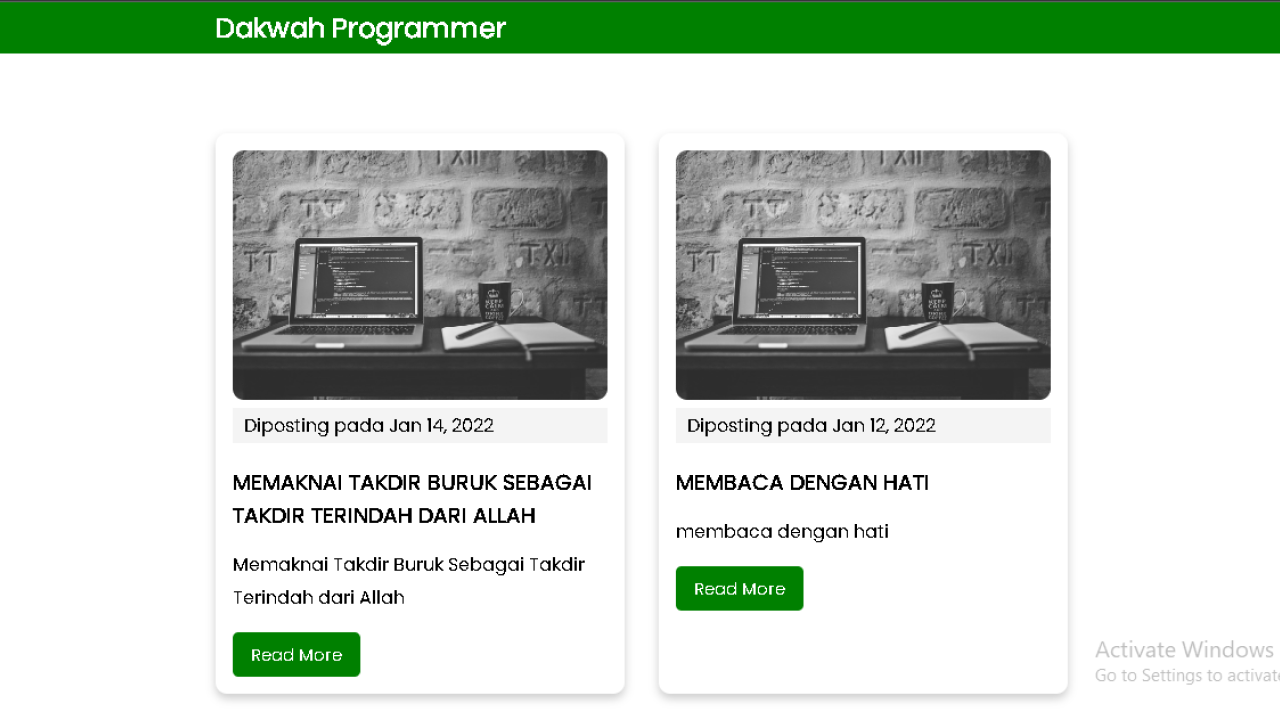 Dakwah Programmer
Diposting pada Jan 14, 2022
MEMAKNAI TAKDIR BURUK SEBAGAI
TAKDIR TERINDAH DARI ALLAH
Memaknai Takdir Buruk Sebagai Takdir
Terindah dari Allah
Read More
Diposting pada Jan 12, 2022
MEMBACA DENGAN HATI
membaca dengan hati
Read More
Activate Windows
Go to Settings to activate